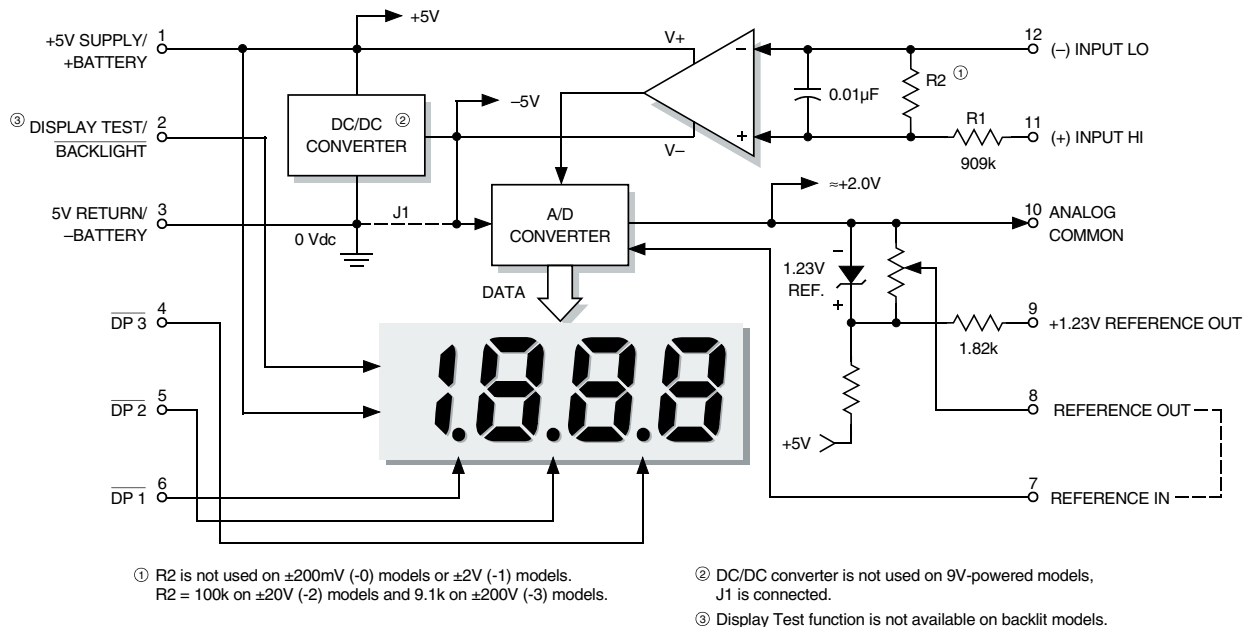 +5V
+5V SUPPLY/
+BATTERY
1
V+
–
12
(–) INPUT LO
R2 ①
0.01µF
–5V
DC/DC ②
CONVERTER
③ DISPLAY TEST/
BACKLIGHT
2
V–
+
R1
909k
11
(+) INPUT HI
≈+2.0V
5V RETURN/
–BATTERY
3
0 Vdc
J1
A/D
CONVERTER
10
ANALOG
COMMON
–
1.23V
REF.
+
DATA
DP 3
4
9
+1.23V REFERENCE OUT
1.82k
1.8.8.8
DP 2
5
8
REFERENCE OUT
+5V
DP 1
6
7
REFERENCE IN
① R2 is not used on ±200mV (-0) models or ±2V (-1) models.
R2 = 100k on ±20V (-2) models and 9.1k on ±200V (-3) models.
② DC/DC converter is not used on 9V-powered models,
J1 is connected.
③ Display Test function is not available on backlit models.